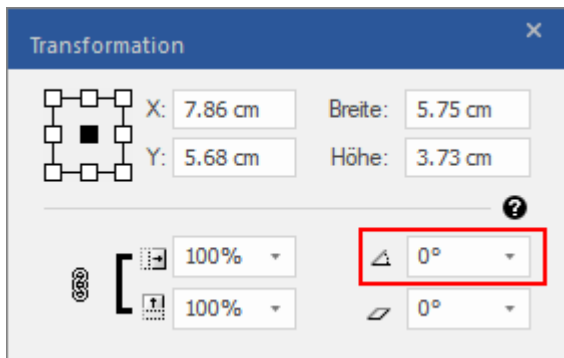 Transformation
X: 7.86 cm Breite: 5.75 cm
Y: 5.68 cm Höhe: 3.73 cm
?
100% 0°
100% 0°